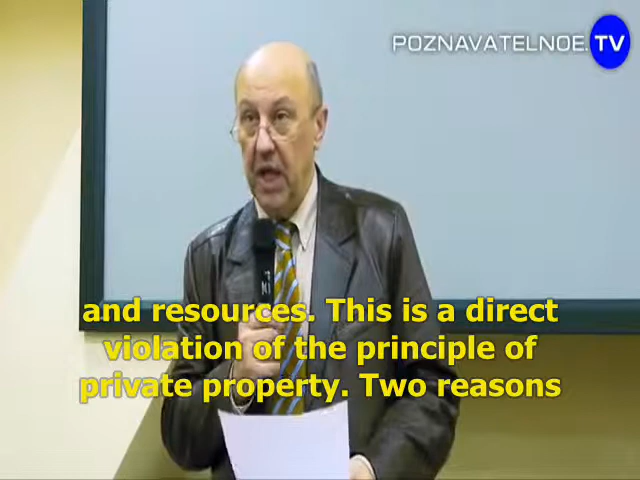 POZNAVATELNOE.TV
and resources. This is a direct
violation of the principle of
private property. Two reasons